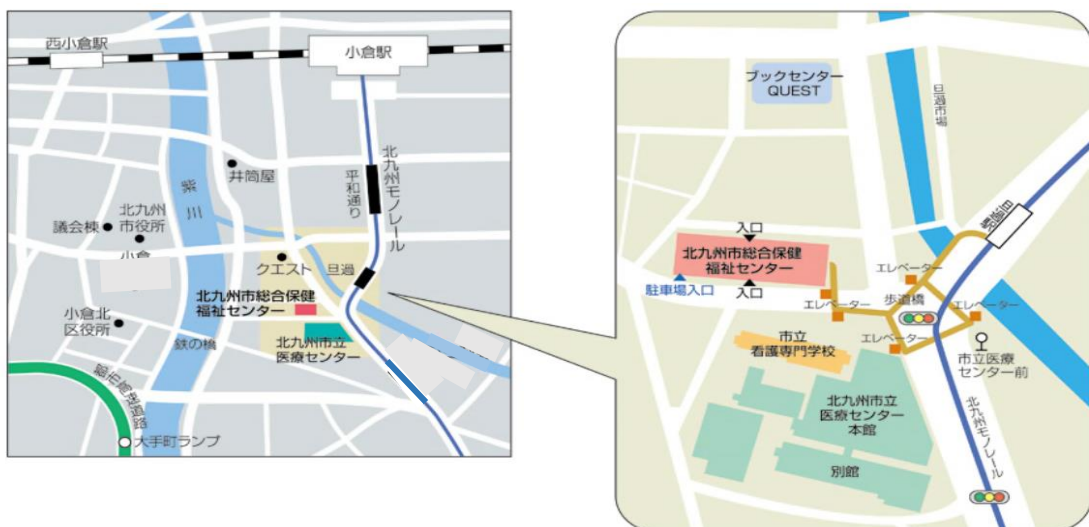 西小倉駅
小倉駅
北九州モノレール
平和通り
井筒屋
紫川
議会棟
北九州
市役所
小倉
クエスト
旦過
北九州市総合保健
福祉センター
小倉北
区役所
鉄の橋
北九州市立
医療センター
大手町ランプ
ブックセンター
QUEST
旦過市場
旦過駅
入口
北九州市総合保健
福祉センター
駐車場入口
入口
エレベーター
エレベーター
歩道橋
エレベーター
エレベーター
市立
看護専門学校
市立医療
センター前
北九州市立
医療センター
本館
北九州モノレール
別館